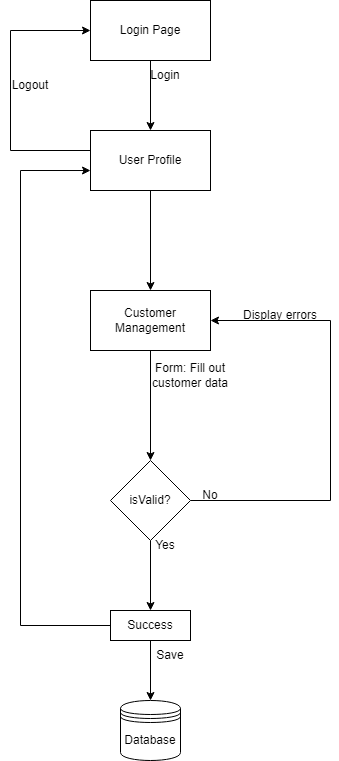 Login Page
Login
Logout
User Profile
Customer
Management
Display errors
Form: Fill out
customer data
isValid?
No
Yes
Success
Save
Database